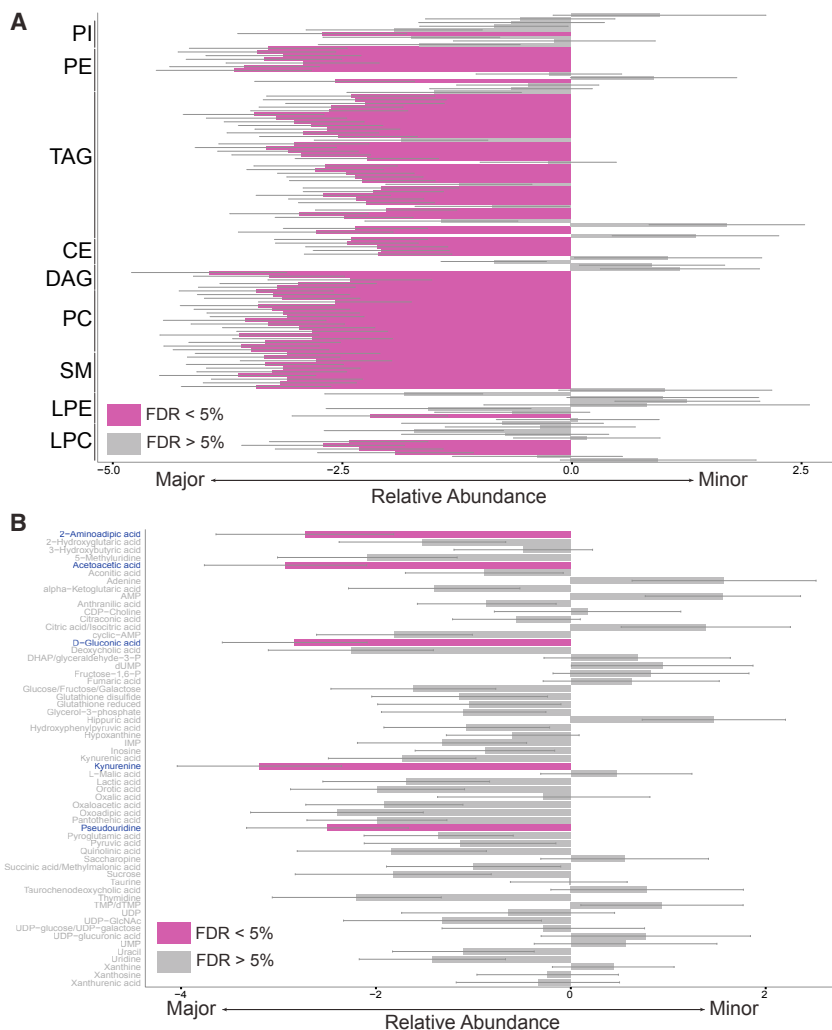 A
PI
PE
TAG
CE
DAG
PC
SM
LPE
LPC
FDR < 5%
FDR > 5%
−5.0 −2.5 0.0 2.5
Major Minor
Relative Abundance
B
2−Aminoadipic acid
2−Hydroxyglutaric acid
3−Hydroxybutyric acid
5−Methyluridine
Acetoacetic acid
Aconitic acid
Adenine
alpha−Ketoglutaric acid
AMP
Anthranilic acid
CDP−Choline
Citraconic acid
Citric acid/Isocitric acid
cyclic−AMP
D−Gluconic acid
Deoxycholic acid
DHAP/glyceraldehyde−3−P
dUMP
Fructose−1,6−P
Fumaric acid
Glucose/Fructose/Galactose
Glutathione disulfide
Glutathione reduced
Glycerol−3−phosphate
Hippuric acid
Hydroxyphenylpyruvic acid
Hypoxanthine
IMP
Inosine
Kynurenic acid
Kynurenine
L−Malic acid
Lactic acid
Orotic acid
Oxalic acid
Oxaloacetic acid
Oxoadipic acid
Pantothenic acid
Pseudouridine
Pyroglutamic acid
Pyruvic acid
Quinolinic acid
Saccharopine
Succinic acid/Methylmalonic acid
Sucrose
Taurine
Taurochenodeoxycholic acid
Thymidine
TMP/dTMP
UDP
UDP−GlcNAc
UDP−glucose/UDP−galactose
UDP−glucuronic acid
UMP
Uracil
Uridine
Xanthine
Xanthosine
Xanthurenic acid
FDR < 5%
FDR > 5%
−4 −2 0 2
Major Minor
Relative Abundance